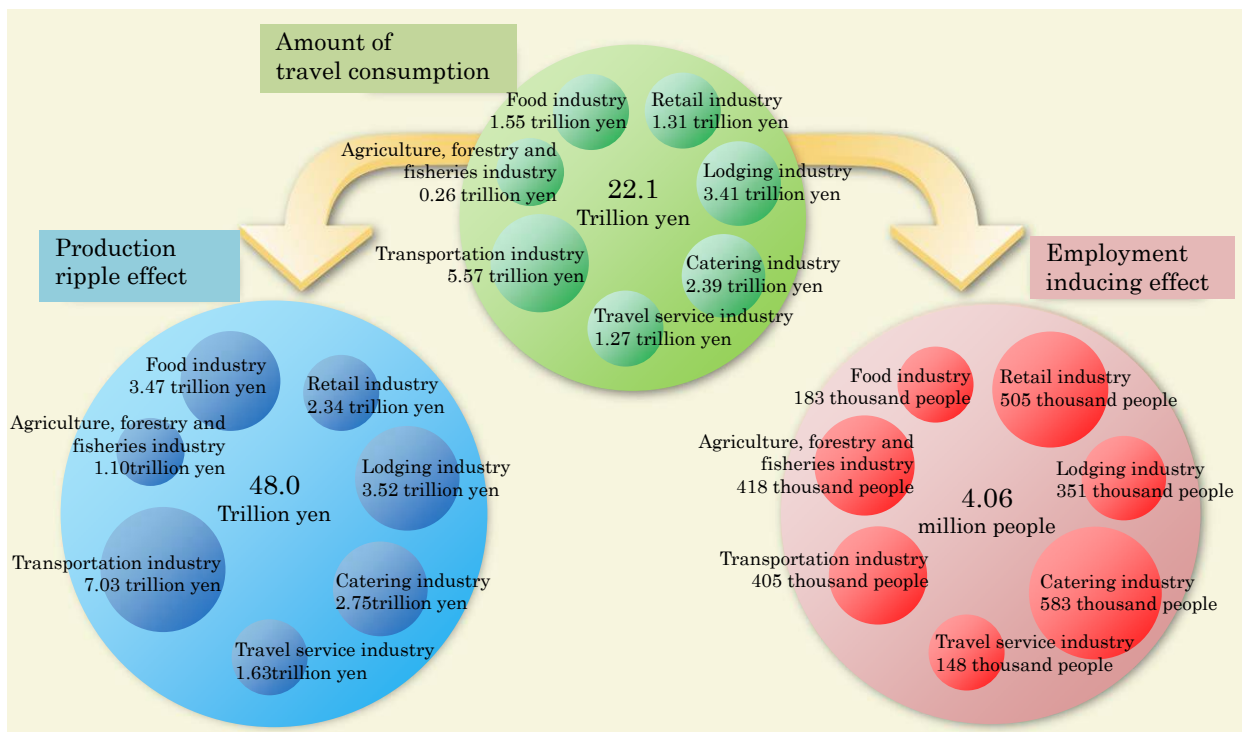 Amount of
travel consumption
Food industry
1.55 trillion yen
Retail industry
1.31 trillion yen
Agriculture, forestry and
fisheries industry
0.26 trillion yen
Lodging industry
3.41 trillion yen
22.1
Trillion yen
Transportation industry
5.57 trillion yen
Catering industry
2.39 trillion yen
Travel service industry
1.27 trillion yen
Production
ripple effect
Food industry
3.47 trillion yen
Retail industry
2.34 trillion yen
Agriculture, forestry and
fisheries industry
1.10trillion yen
Lodging industry
3.52 trillion yen
48.0
Trillion yen
Transportation industry
7.03 trillion yen
Catering industry
2.75trillion yen
Travel service industry
1.63trillion yen
Employment
inducing effect
Food industry
183 thousand people
Retail industry
505 thousand people
Agriculture, forestry and
fisheries industry
418 thousand people
Lodging industry
351 thousand people
4.06
million people
Transportation industry
405 thousand people
Catering industry
583 thousand people
Travel service industry
148 thousand people